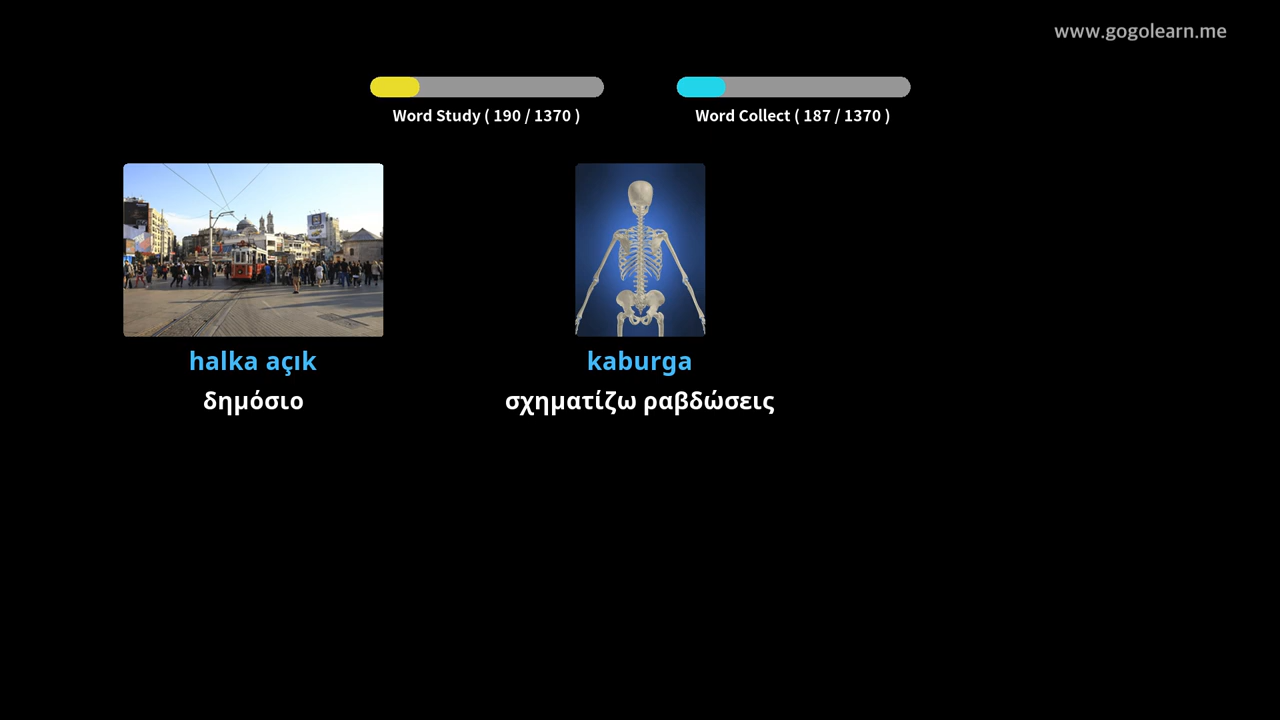 www.gogolearn.me
Word Study ( 190 / 1370 )
Word Collect ( 187 / 1370 )
halka açık
δημόσιο
kaburga
σχηματίζω ραβδώσεις